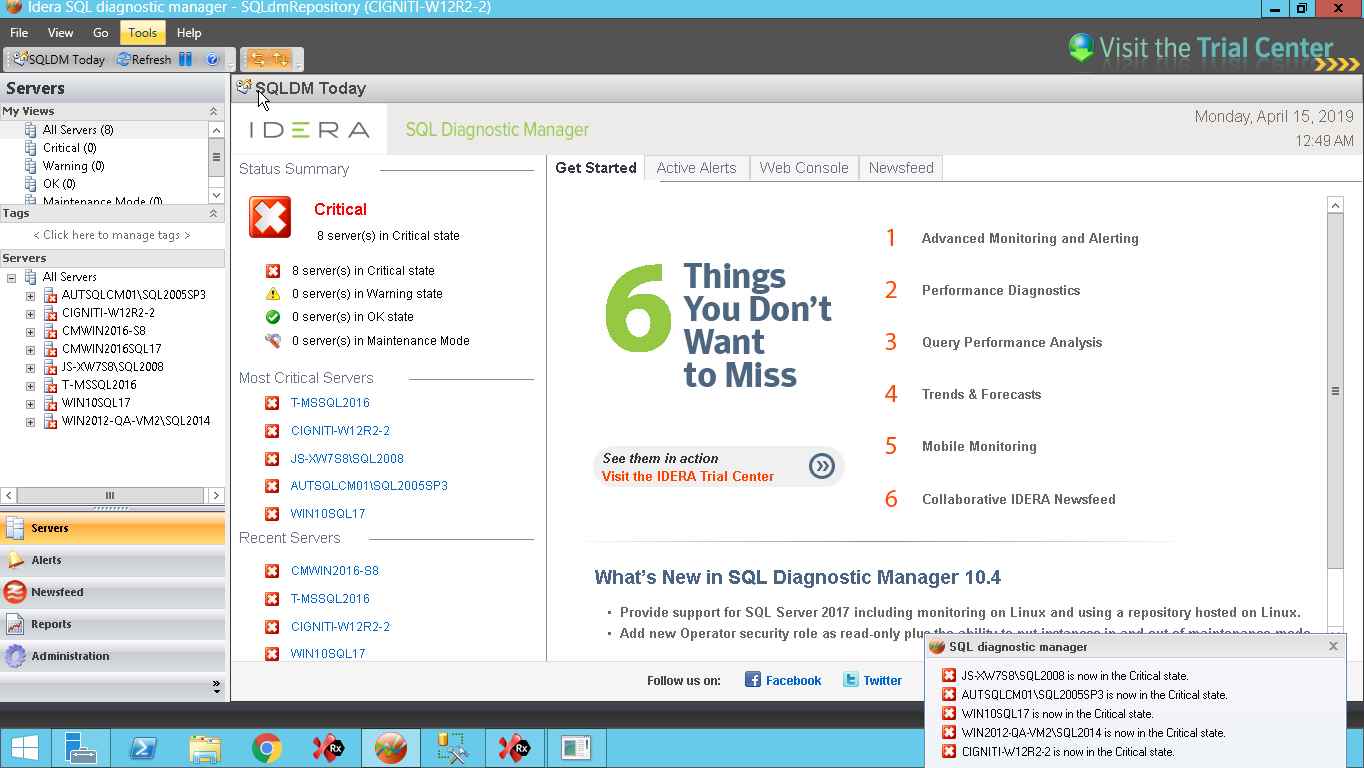 Idera SQL diagnostic manager - SQLdmRepository (CIGNITI-W12R2-2)
File View Go Tools Help
SQLDM Today Refresh
Visit the Trial Center
Servers
My Views
All Servers (8)
Critical (0)
Warning (0)
OK (0)
Maintenance Mode (0)
Tags
< Click here to manage tags >
Servers
All Servers
AUTSQLCM01\SQL2005SP3
CIGNITI-W12R2-2
CMWIN2016-S8
CMWIN2016SQL17
JS-XW7S8\SQL2008
T-MSSQL2016
WIN10SQL17
WIN2012-QA-VM2\SQL2014
Servers
Alerts
Newsfeed
Reports
Administration
SQLDM Today
IDERA
SQL Diagnostic Manager
Monday, April 15, 2019
12:49 AM
Status Summary
Critical
8 server(s) in Critical state
8 server(s) in Critical state
0 server(s) in Warning state
0 server(s) in OK state
0 server(s) in Maintenance Mode
Most Critical Servers
T-MSSQL2016
CIGNITI-W12R2-2
JS-XW7S8\SQL2008
AUTSQLCM01\SQL2005SP3
WIN10SQL17
Recent Servers
CMWIN2016-S8
T-MSSQL2016
CIGNITI-W12R2-2
WIN10SQL17
Get Started Active Alerts Web Console Newsfeed
6 Things
You Don't
Want
to Miss
See them in action
Visit the IDERA Trial Center
1 Advanced Monitoring and Alerting
2 Performance Diagnostics
3 Query Performance Analysis
4 Trends & Forecasts
5 Mobile Monitoring
6 Collaborative IDERA Newsfeed
What's New in SQL Diagnostic Manager 10.4
• Provide support for SQL Server 2017 including monitoring on Linux and using a repository hosted on Linux.
• Add new Operator security role as read-only plus the ability to put instances in and out of maintenance mode
Follow us on: Facebook Twitter
SQL diagnostic manager
JS-XW7S8\SQL2008 is now in the Critical state.
AUTSQLCM01\SQL2005SP3 is now in the Critical state.
WIN10SQL17 is now in the Critical state.
WIN2012-QA-VM2\SQL2014 is now in the Critical state.
CIGNITI-W12R2-2 is now in the Critical state.
Rx
Rx